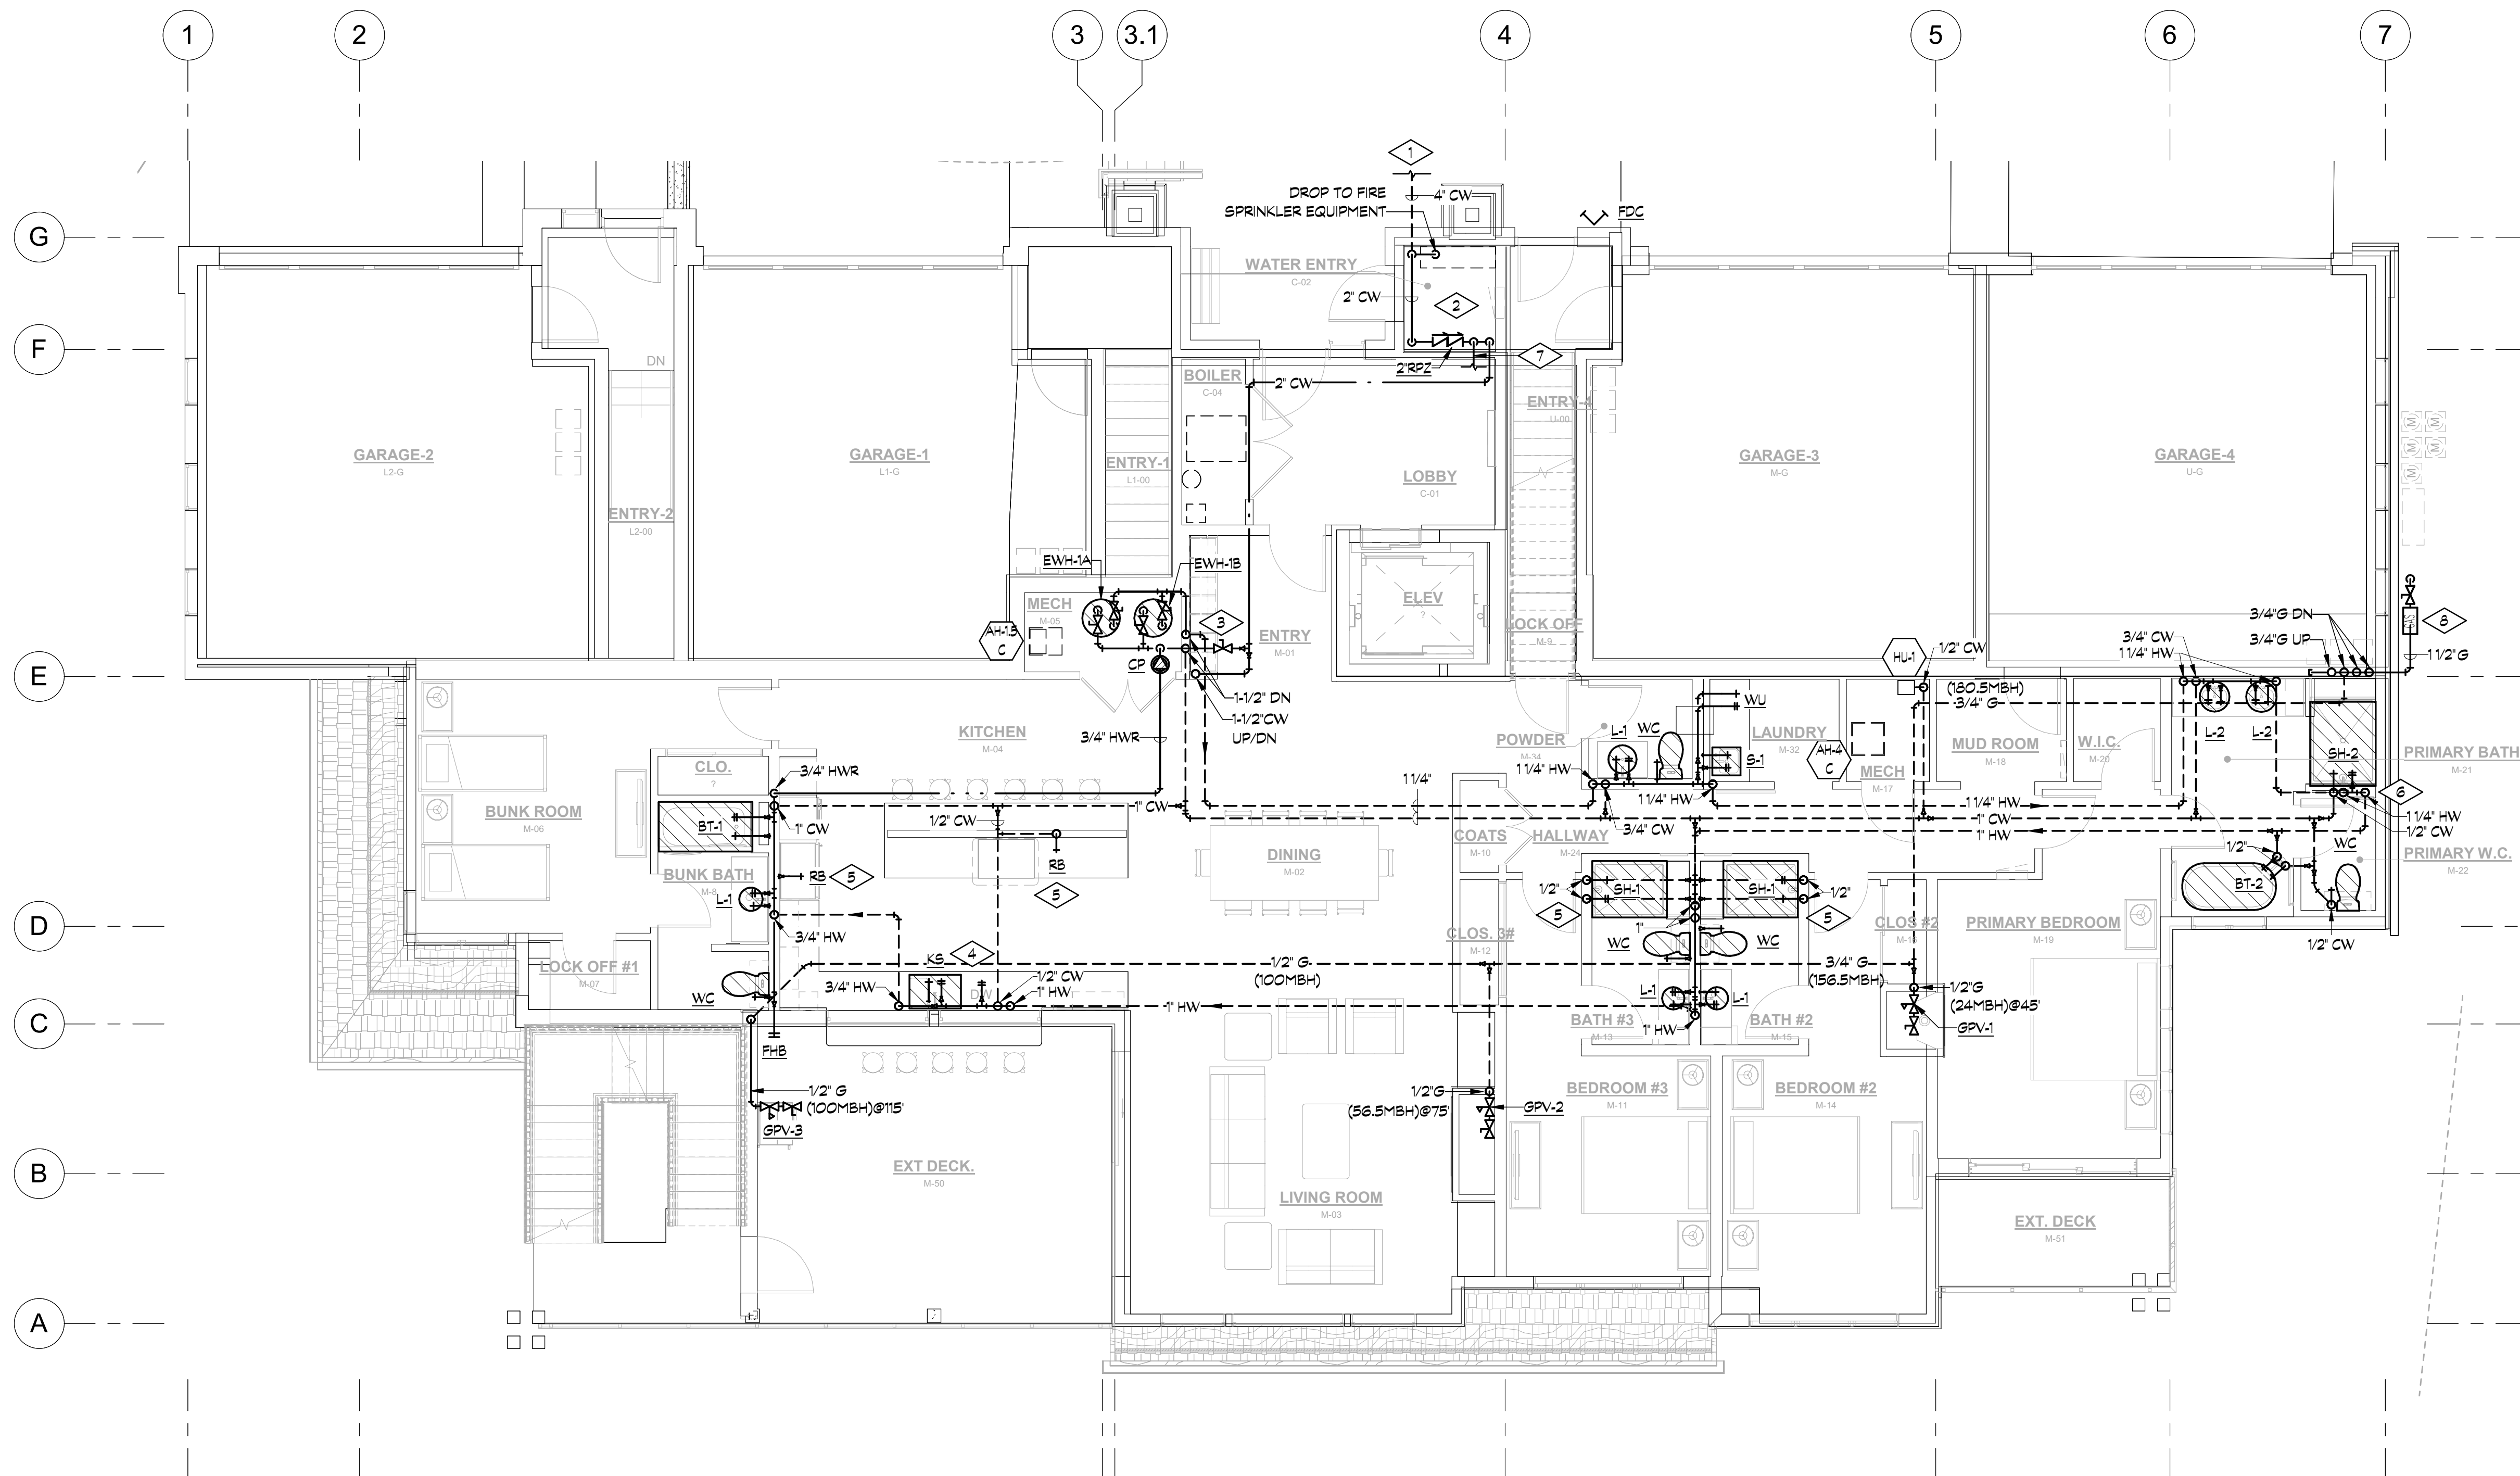 1
2
3
3.1
4
5
6
7
G
F
E
D
C
B
A
1
DROP TO FIRE
SPRINKLER EQUIPMENT
4" CW
FDC
WATER ENTRY
C-02
2" CW
2
7
2"RPZ
DN
BOILER
C-04
2" CW
ENTRY-4
U-00
GARAGE-2
L2-G
GARAGE-1
L1-G
ENTRY-1
L1-00
LOBBY
C-01
GARAGE-3
M-G
GARAGE-4
U-G
M
M
M
M
M
ENTRY-2
L2-00
EWH-1A
EWH-1B
MECH
M-05
AH-1.5
C
3
ENTRY
M-01
CP
ELEV
?
LOCK OFF
M-9
HU-1
1/2" CW
3/4"G DN
3/4"G UP
GAS
8
1 1/2"G
3/4" CW
1 1/4" HW
1-1/2" DN
1-1/2"CW
UP/DN
(180.5MBH)
3/4" G
KITCHEN
M-04
3/4" HWR
POWDER
M-34
L-1
WC
WU
S-1
LAUNDRY
M-32
AH-4
C
MECH
M-17
MUD ROOM
M-18
W.I.C.
M-20
L-2
L-2
SH-2
PRIMARY BATH
M-21
CLO.
?
3/4" HWR
BUNK ROOM
M-06
BT-1
1" CW
1/2" CW
1" CW
RB
1 1/4"
1 1/4" HW
1 1/4" HW
3/4" CW
1 1/4" HW
1" CW
1" HW
6
1 1/4" HW
1/2" CW
DINING
M-02
COATS
M-10
HALLWAY
M-24
WC
1/2"
PRIMARY W.C.
M-22
BUNK BATH
M-8
RB
5
5
L-1
3/4" HW
1/2"
SH-1
SH-1
1/2"
5
5
1"
BT-2
1/2" CW
CLOS. 3#
M-12
WC
WC
CLOS #2
PRIMARY BEDROOM
M-19
LOCK OFF #1
M-07
4
KS
WC
3/4" HW
DW
1/2" CW
1" HW
1/2" G
(100MBH)
3/4" G
(156.5MBH)
1/2"G
(24MBH)@45'
GPV-1
1" HW
L-1
L-1
1" HW
BATH #3
M-13
BATH #2
M-15
FHB
1/2" G
(100MBH)@115'
GPV-3
1/2"G
(56.5MBH)@75'
GPV-2
BEDROOM #3
M-11
BEDROOM #2
M-14
EXT DECK.
M-50
LIVING ROOM
M-03
EXT. DECK
M-51